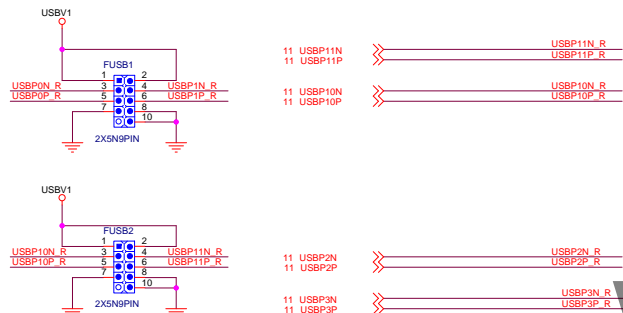 USBV1
FUSB1
1 2
USBP0N_R 3 4 USBP1N_R
USBP0P_R 5 6 USBP1P_R
7 8
10
2X5N9PIN
11 USBP11N USBP11N_R
11 USBP11P USBP11P_R
11 USBP10N USBP10N_R
11 USBP10P USBP10P_R
USBV1
FUSB2
1 2
USBP10N_R 3 4 USBP11N_R
USBP10P_R 5 6 USBP11P_R
7 8
10
2X5N9PIN
11 USBP2N USBP2N_R
11 USBP2P USBP2P_R
11 USBP3N USBP3N_R
11 USBP3P USBP3P_R